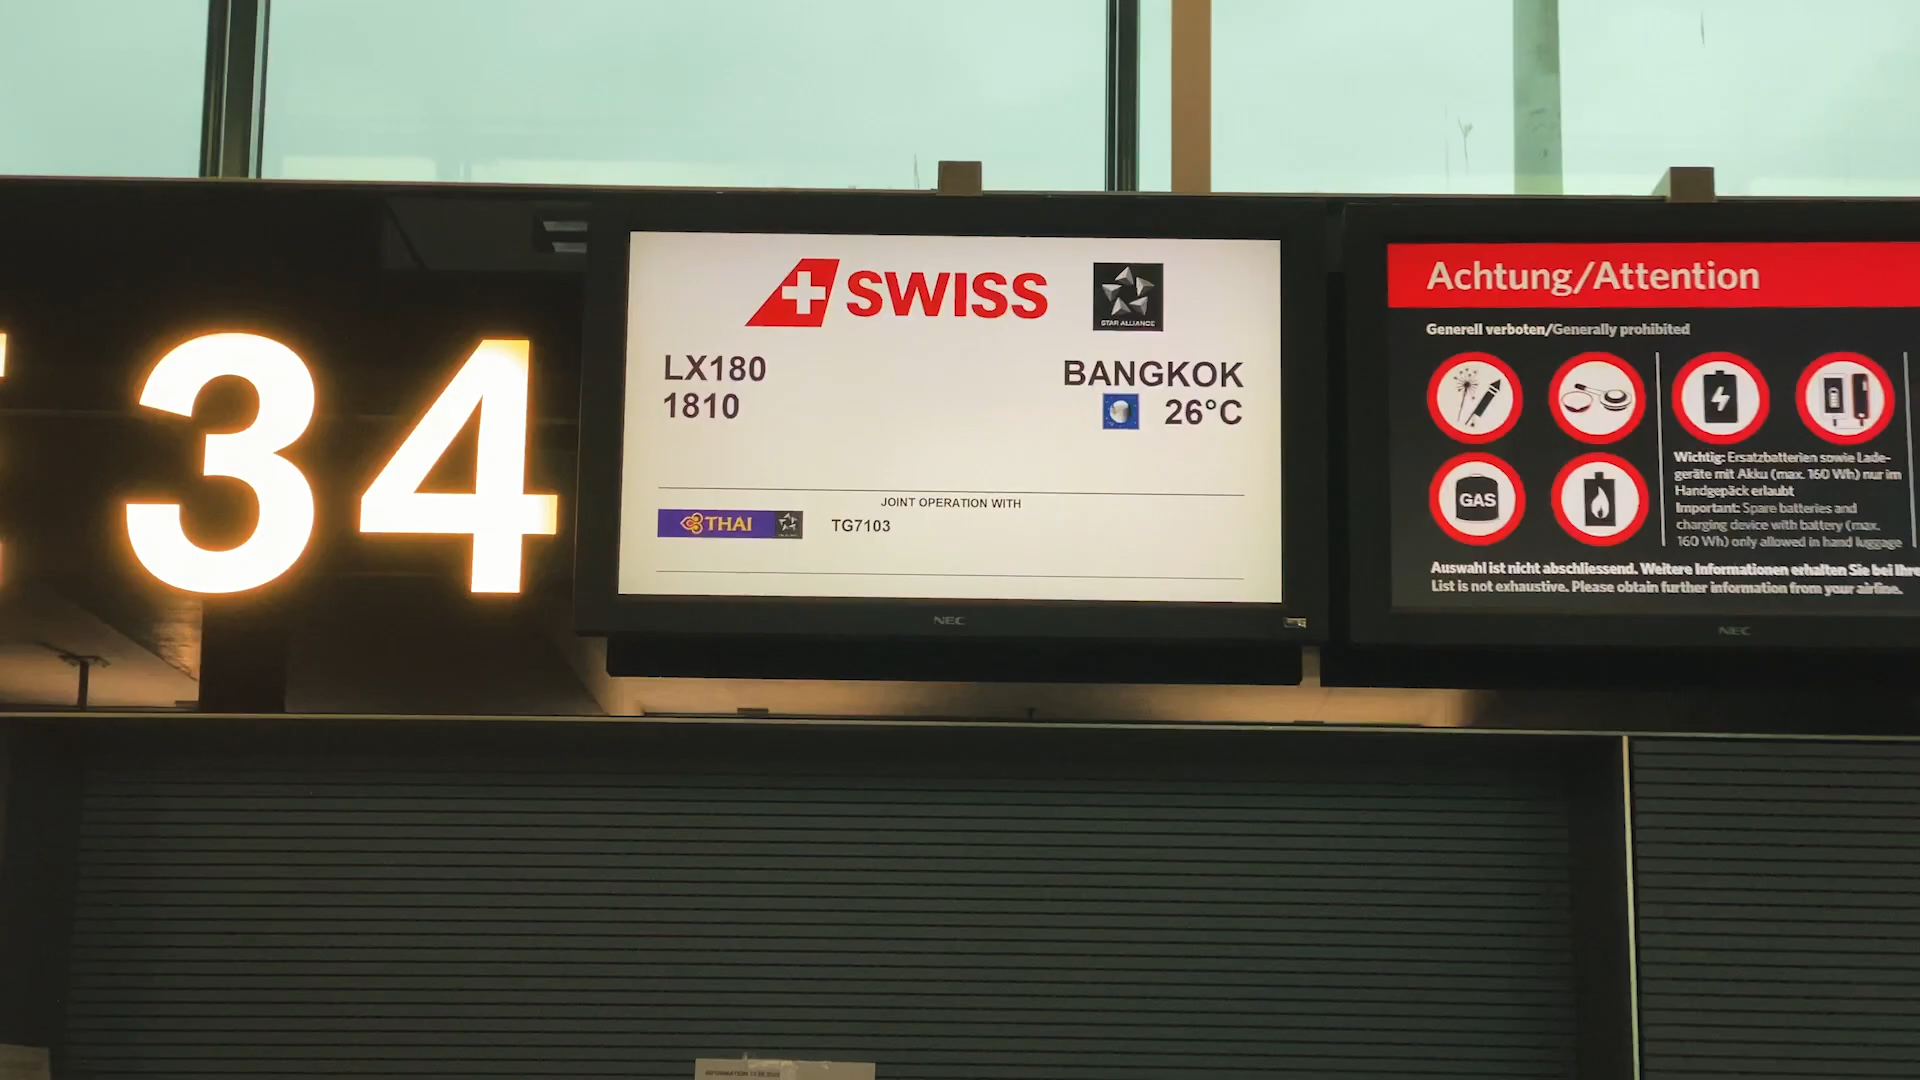 34
SWISS
STAR ALLIANCE
LX180
BANGKOK
1810
26°C
JOINT OPERATION WITH
THAI
TG7103
NEC
Achtung/Attention
Generell verboten/Generally prohibited
GAS
Wichtig: Ersatzbatterien sowie Lade-
geräte mit Akku (max. 160 Wh) nur im
Handgepäck erlaubt
Important: Spare batteries and
charging device with battery (max.
160 Wh) only allowed in hand luggage
Auswahl ist nicht abschliessend. Weitere Informationen erhalten Sie bei Ihre
List is not exhaustive. Please obtain further information from your airline.
NEC